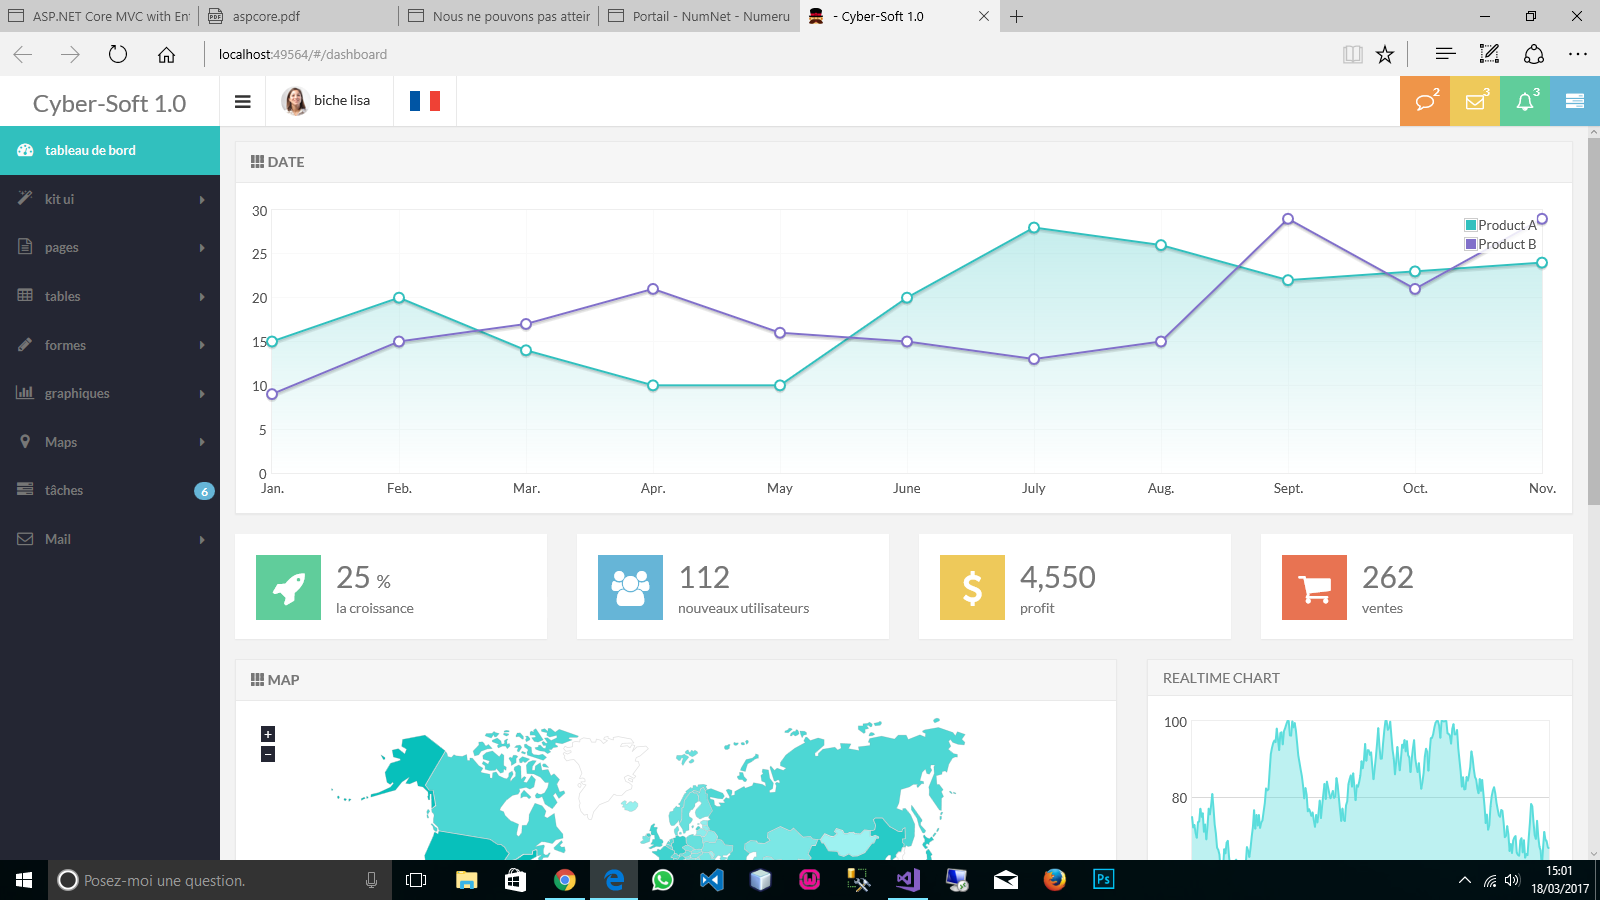 ASP.NET Core MVC with Ent
aspcore.pdf
Nous ne pouvons pas atteir
Portail - NumNet - Numeru
- Cyber-Soft 1.0
localhost:49564/#/dashboard
Cyber-Soft 1.0
biche lisa
2
3
3
tableau de bord
kit ui
pages
tables
formes
graphiques
Maps
tâches
6
Mail
DATE
30
25
20
15
10
5
0
Product A
Product B
Jan.
Feb.
Mar.
Apr.
May
June
July
Aug.
Sept.
Oct.
Nov.
25 %
la croissance
112
nouveaux utilisateurs
$
4,550
profit
262
ventes
MAP
+
−
REALTIME CHART
100
80
Posez-moi une question.
Ps
15:01
18/03/2017